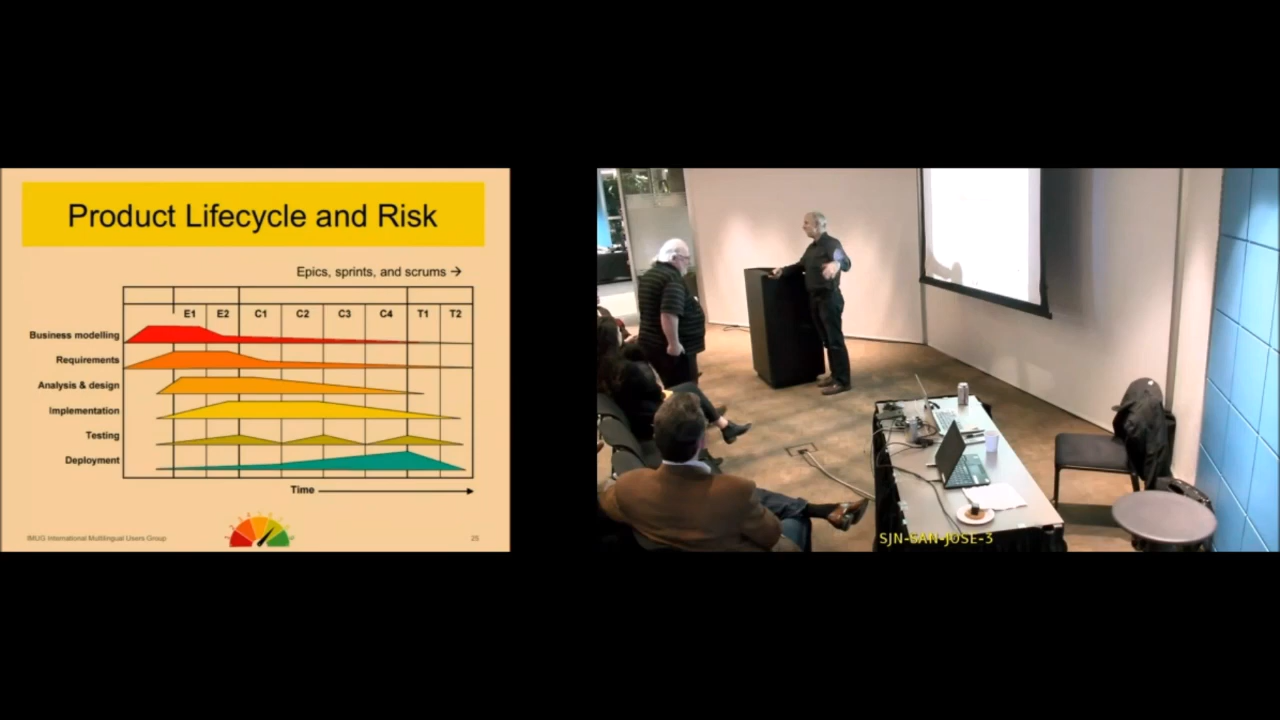 Product Lifecycle and Risk
Epics, sprints, and scrums →
E1 E2 C1 C2 C3 C4 T1 T2
Business modelling
Requirements
Analysis & design
Implementation
Testing
Deployment
Time
IMUG International Multilingual Users Group
25
SJN-SAN-JOSE-3